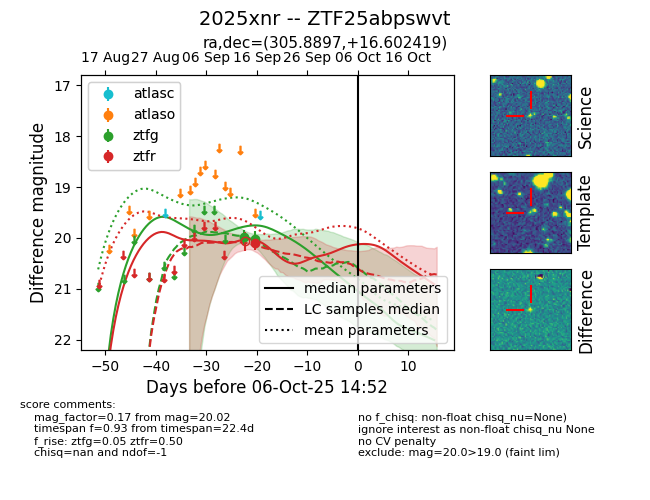 2025xnr -- ZTF25abpswvt
ra,dec=(305.8897,+16.602419)
17 Aug 27 Aug 06 Sep 16 Sep 26 Sep 06 Oct 16 Oct
17
18
19
20
21
22
Difference magnitude
atlasc
atlaso
ztfg
ztfr
median parameters
LC samples median
mean parameters
−50 −40 −30 −20 −10 0 10
Days before 06-Oct-25 14:52
Science
Template
Difference
score comments:
mag_factor=0.17 from mag=20.02
timespan f=0.93 from timespan=22.4d
f_rise: ztfg=0.05 ztfr=0.50
chisq=nan and ndof=-1
no f_chisq: non-float chisq_nu=None)
ignore interest as non-float chisq_nu None
no CV penalty
exclude: mag=20.0>19.0 (faint lim)